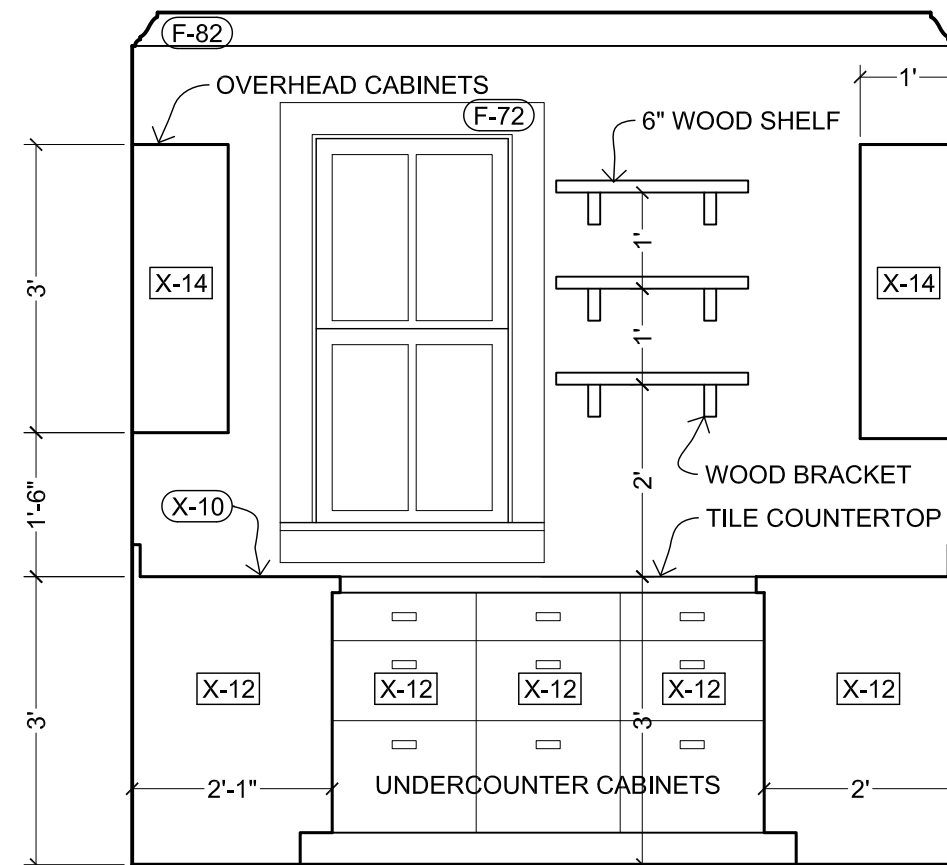 F-82
1'
OVERHEAD CABINETS
F-72
6" WOOD SHELF
3'
X-14
1'
X-14
1'
WOOD BRACKET
2'
1'-6"
X-10
TILE COUNTERTOP
X-12
X-12
X-12
X-12
X-12
3'
3'
2'-1"
UNDERCOUNTER CABINETS
2'